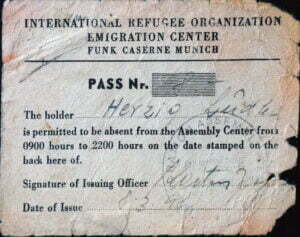 INTERNATIONAL REFUGEE ORGANIZATION
EMIGRATION CENTER
FUNK CASERNE MUNICH
PASS Nr.
The holder Herzig
is permitted to be absent from the Assembly Center from
0900 hours to 2200 hours on the date stamped on the
back here of.
Signature of Issuing Officer
Date of Issue